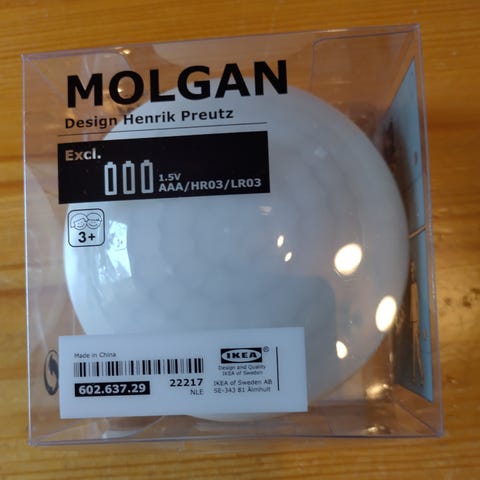 MOLGAN
Design Henrik Preutz
Excl.
1.5V
AAA/HR03/LR03
3+
Made in China
602.637.29
22217
NLE
IKEA
®
Design and Quality
IKEA of Sweden
IKEA of Sweden AB
SE-343 81 Älmhult